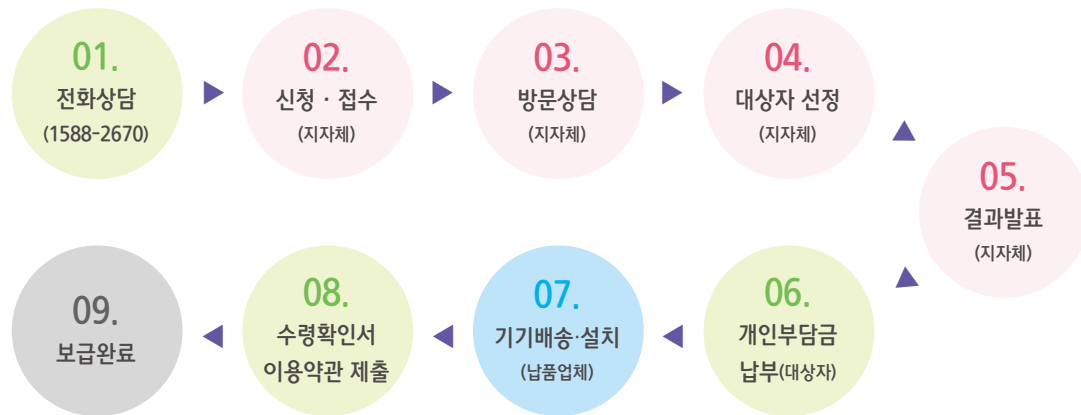 01.
전화상담
(1588-2670)
02.
신청 · 접수
(지자체)
03.
방문상담
(지자체)
04.
대상자 선정
(지자체)
05.
결과발표
(지자체)
06.
개인부담금
납부(대상자)
07.
기기배송·설치
(납품업체)
08.
수령확인서
이용약관 제출
09.
보급완료